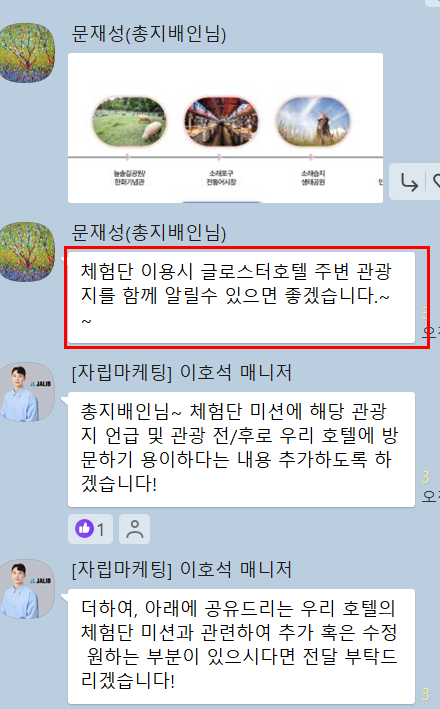 문재성(총지배인님)
늘솔길공원/
한화기념관
소래포구
전통어시장
소래습지
생태공원
문재성(총지배인님)
체험단 이용시 글로스터호텔 주변 관광
지를 함께 알릴수 있으면 좋겠습니다.~
~
3
오
[자립마케팅] 이호석 매니저
JALIB
총지배인님~ 체험단 미션에 해당 관광
지 언급 및 관광 전/후로 우리 호텔에 방
문하기 용이하다는 내용 추가하도록 하
겠습니다!
3
오
1
[자립마케팅] 이호석 매니저
JALIB
더하여, 아래에 공유드리는 우리 호텔의
체험단 미션과 관련하여 추가 혹은 수정
원하는 부분이 있으시다면 전달 부탁드
리겠습니다!
3